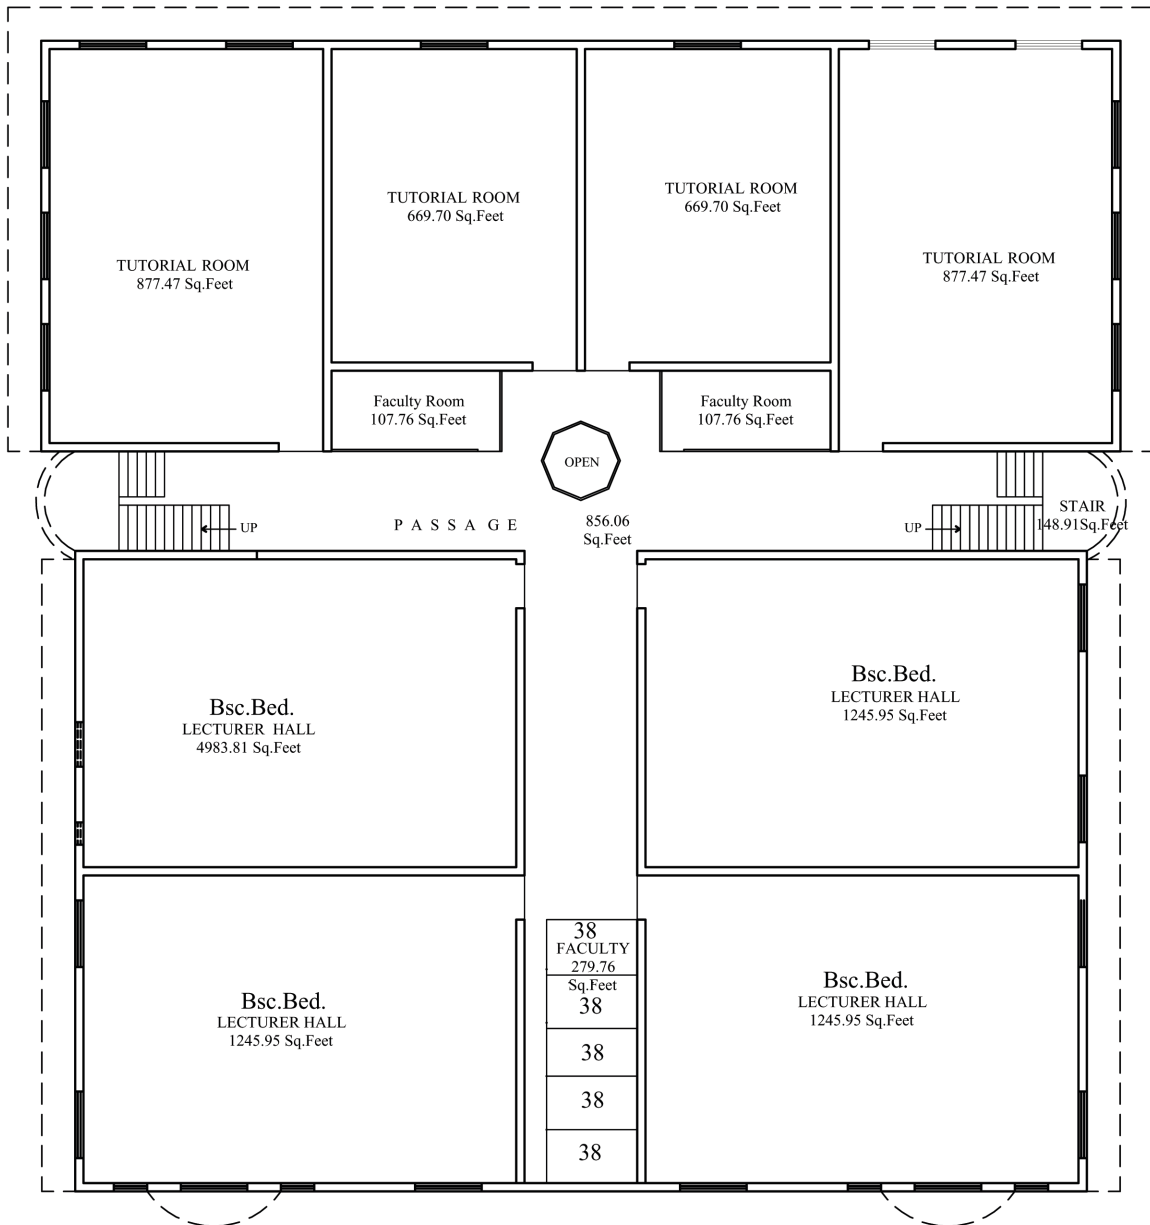 TUTORIAL ROOM
669.70 Sq.Feet
TUTORIAL ROOM
669.70 Sq.Feet
TUTORIAL ROOM
877.47 Sq.Feet
TUTORIAL ROOM
877.47 Sq.Feet
Faculty Room
107.76 Sq.Feet
Faculty Room
107.76 Sq.Feet
OPEN
UP
PASSAGE
856.06
Sq.Feet
UP
STAIR
148.91Sq.Feet
Bsc.Bed.
LECTURER HALL
4983.81 Sq.Feet
Bsc.Bed.
LECTURER HALL
1245.95 Sq.Feet
Bsc.Bed.
LECTURER HALL
1245.95 Sq.Feet
38
FACULTY
279.76
Sq.Feet
38
38
38
38
Bsc.Bed.
LECTURER HALL
1245.95 Sq.Feet